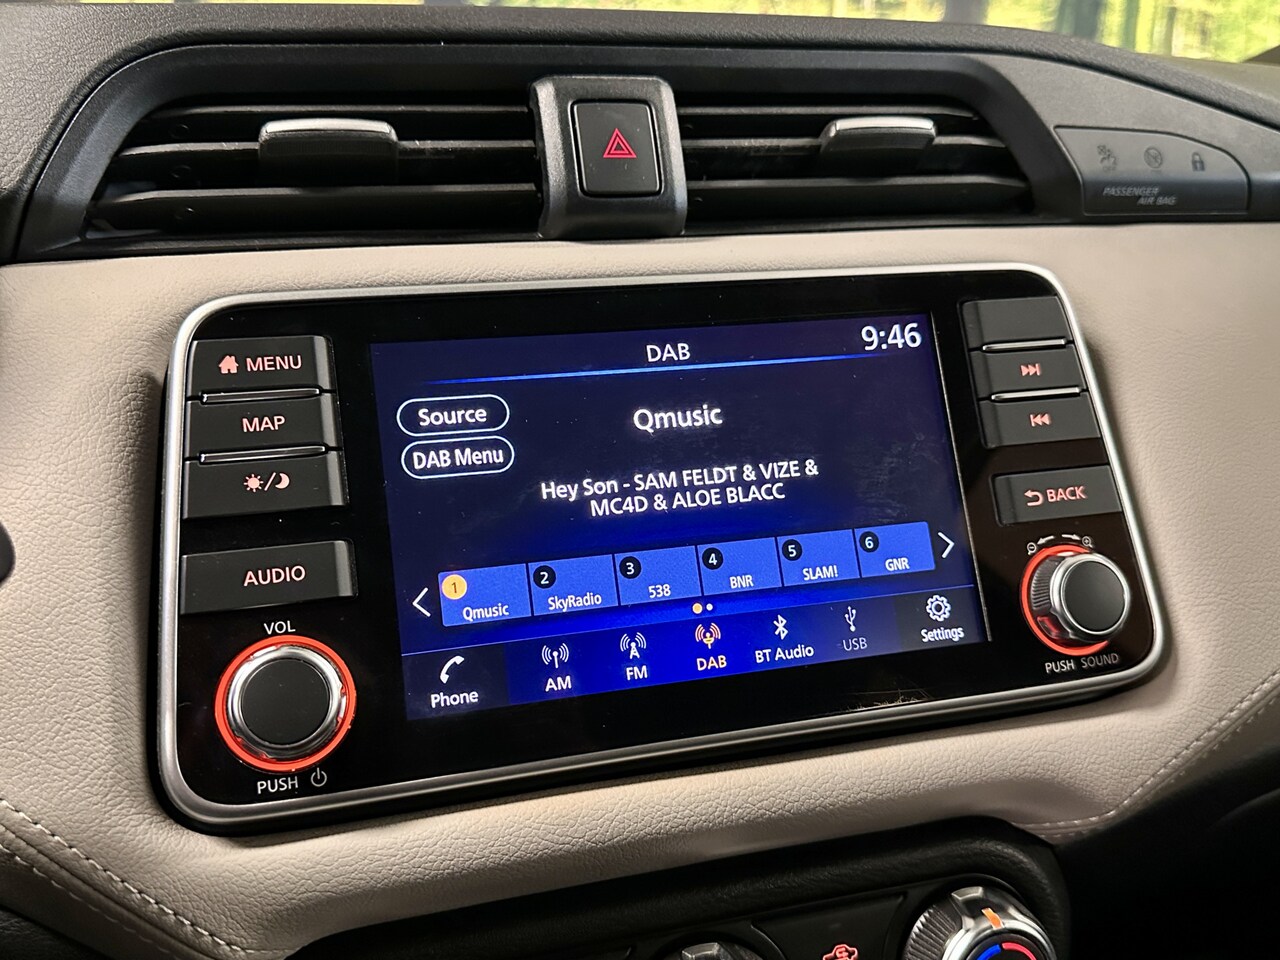 PASSENGER
AIR BAG
MENU
MAP
AUDIO
VOL
PUSH
DAB
9:46
Source
DAB Menu
Qmusic
Hey Son - SAM FELDT & VIZE &
MC4D & ALOE BLACC
1 Qmusic
2 SkyRadio
3 538
4 BNR
5 SLAM!
6 GNR
Phone
AM
FM
DAB
BT Audio
USB
Settings
BACK
PUSH SOUND